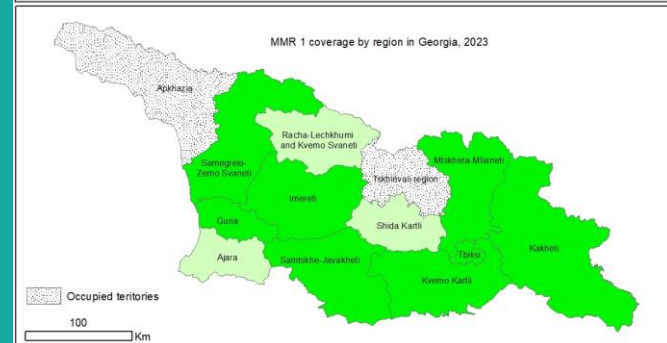 MMR 1 coverage by region in Georgia, 2023
Apkhazia
Racha-Lechkhumi
and Kvemo Svaneti
Samegrelo-
Zemo Svaneti
Mtskheta-Mtianeti
Tskhinvali region
Imereti
Guria
Shida Kartli
Kakheti
Ajara
Samtskhe-Javakheti
Tbilisi
Kvemo Kartli
Occupied teritories
100
Km